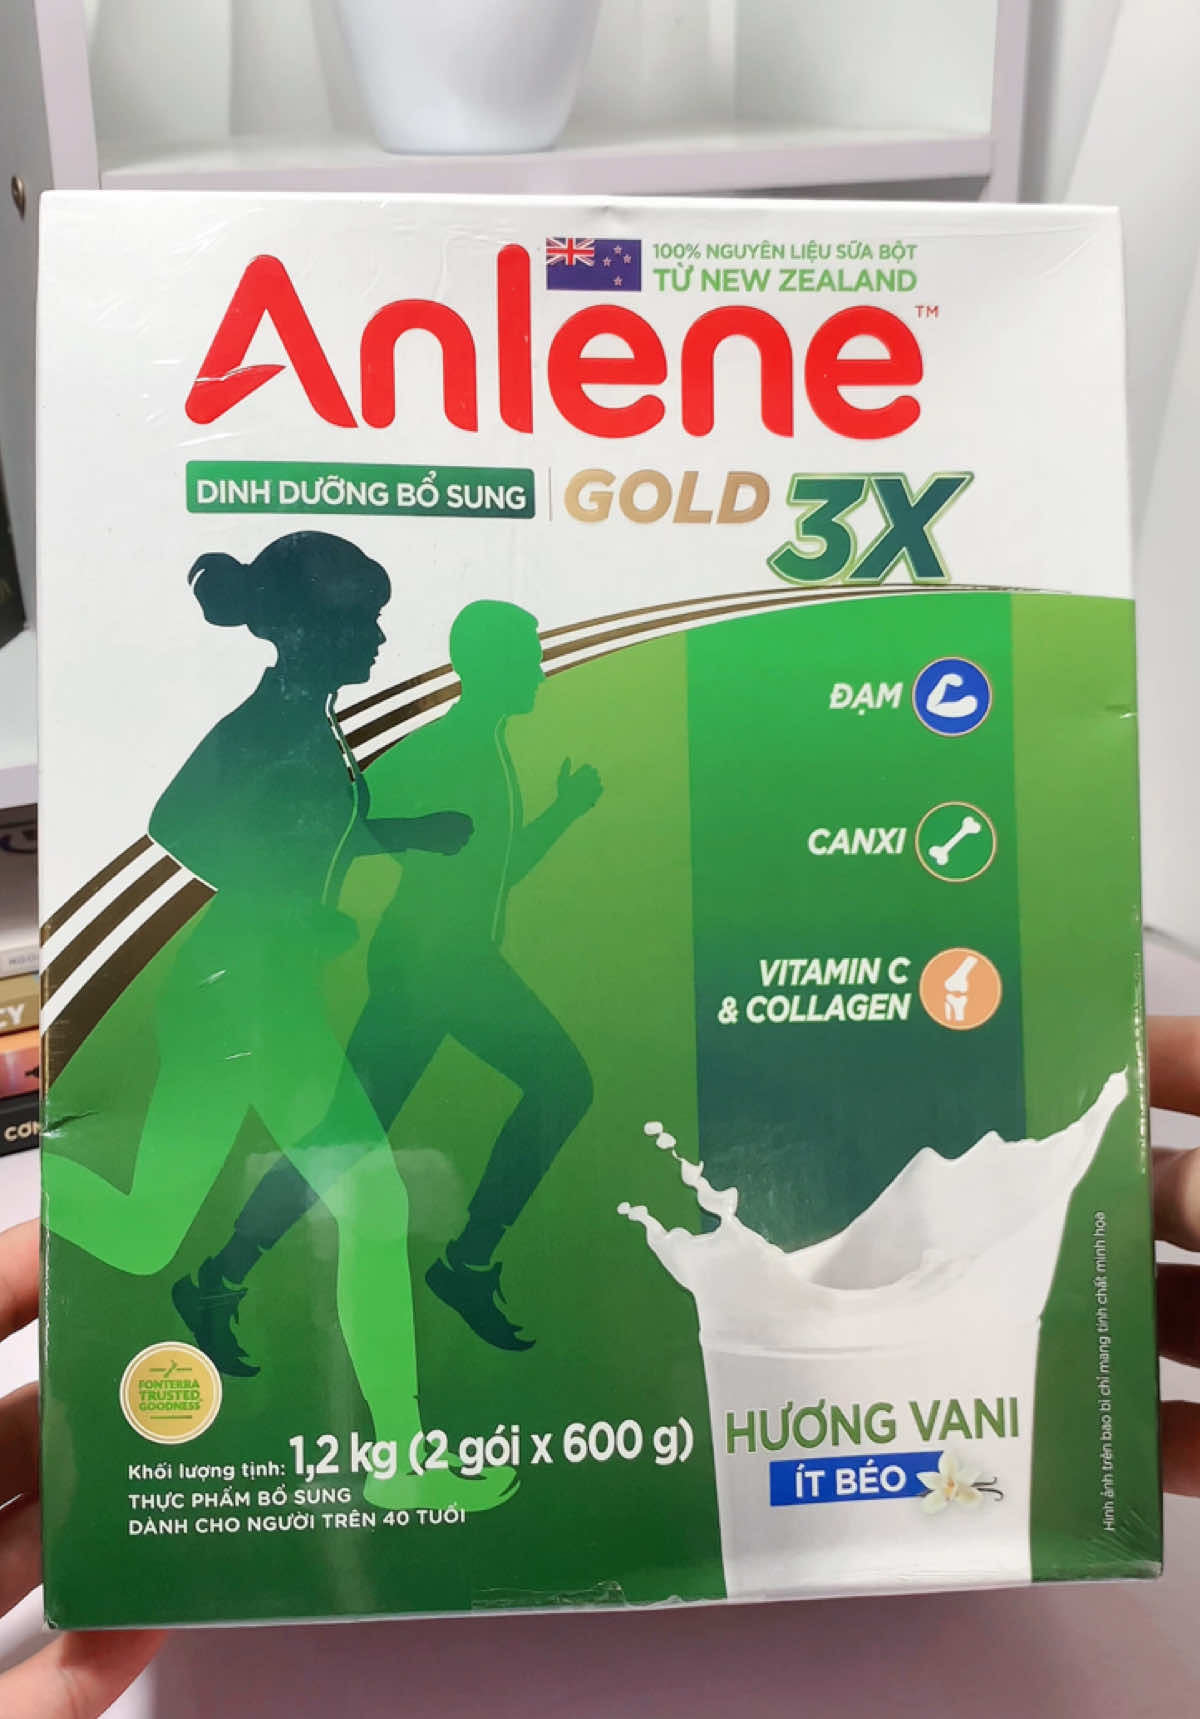 100% NGUYÊN LIỆU SỮA BỘT
TỪ NEW ZEALAND
Anlene™
DINH DƯỠNG BỔ SUNG
GOLD 3X
ĐẠM
CANXI
VITAMIN C
& COLLAGEN
FONTERRA
TRUSTED
GOODNESS
Khối lượng tịnh: 1,2 kg (2 gói x 600 g)
THỰC PHẨM BỔ SUNG
DÀNH CHO NGƯỜI TRÊN 40 TUỔI
HƯƠNG VANI
ÍT BÉO
Hình ảnh trên bao bì chỉ mang tính chất minh họa
CY